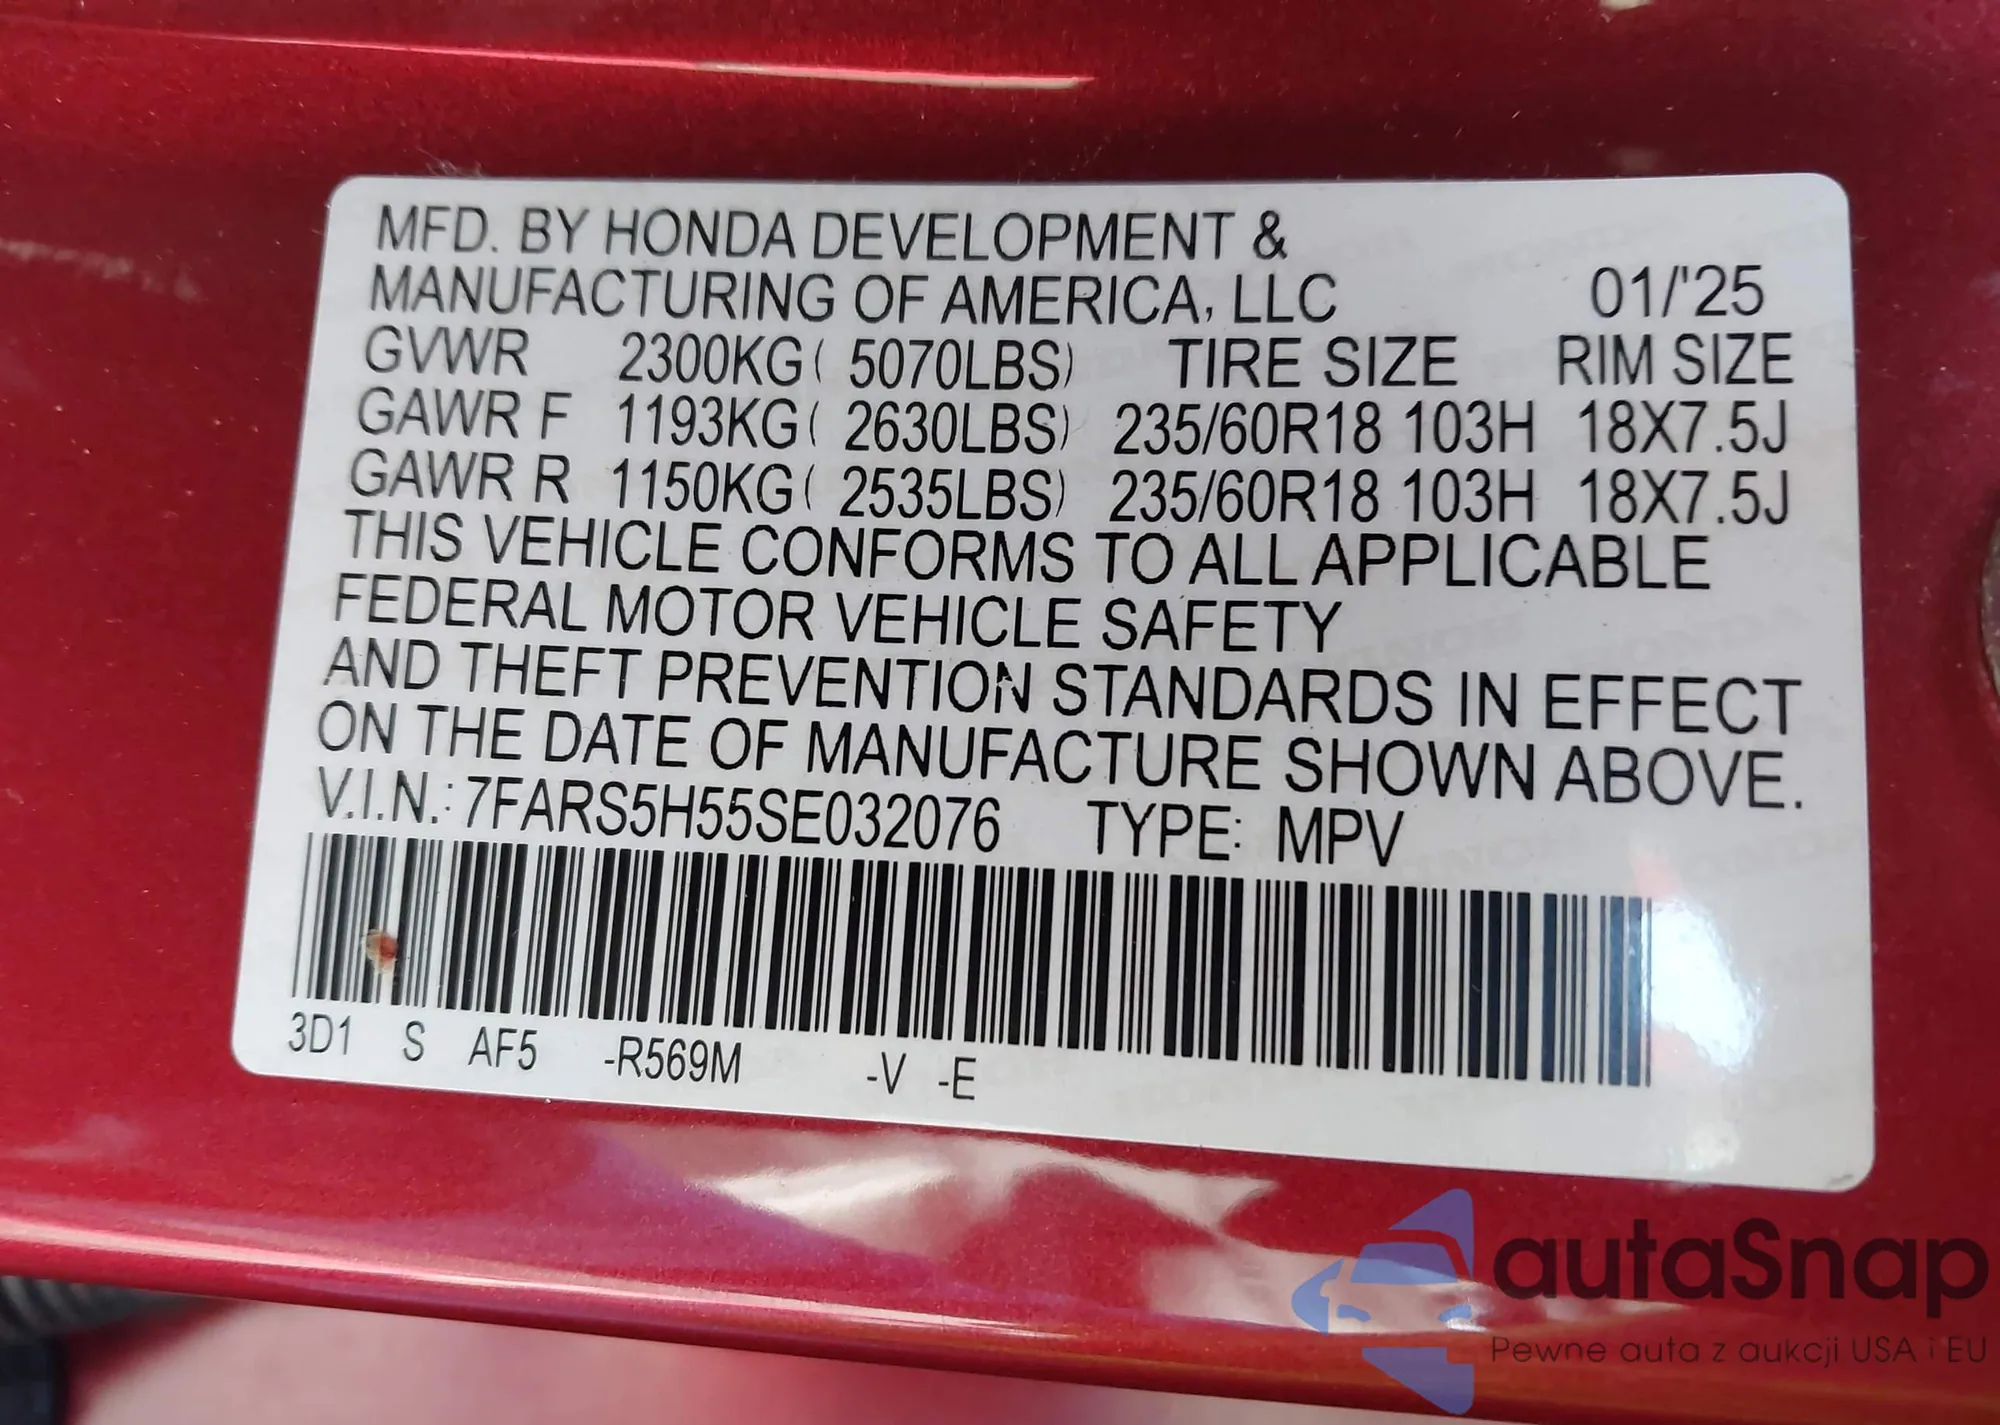 MFD. BY HONDA DEVELOPMENT &
MANUFACTURING OF AMERICA, LLC 01/'25
GVWR 2300KG( 5070LBS) TIRE SIZE RIM SIZE
GAWR F 1193KG( 2630LBS) 235/60R18 103H 18X7.5J
GAWR R 1150KG( 2535LBS) 235/60R18 103H 18X7.5J
THIS VEHICLE CONFORMS TO ALL APPLICABLE
FEDERAL MOTOR VEHICLE SAFETY
AND THEFT PREVENTION STANDARDS IN EFFECT
ON THE DATE OF MANUFACTURE SHOWN ABOVE.
V.I.N.: 7FARS5H55SE032076 TYPE: MPV
3D1 S AF5 -R569M -V -E
autaSnap
Pewne auta z aukcji USA i EU